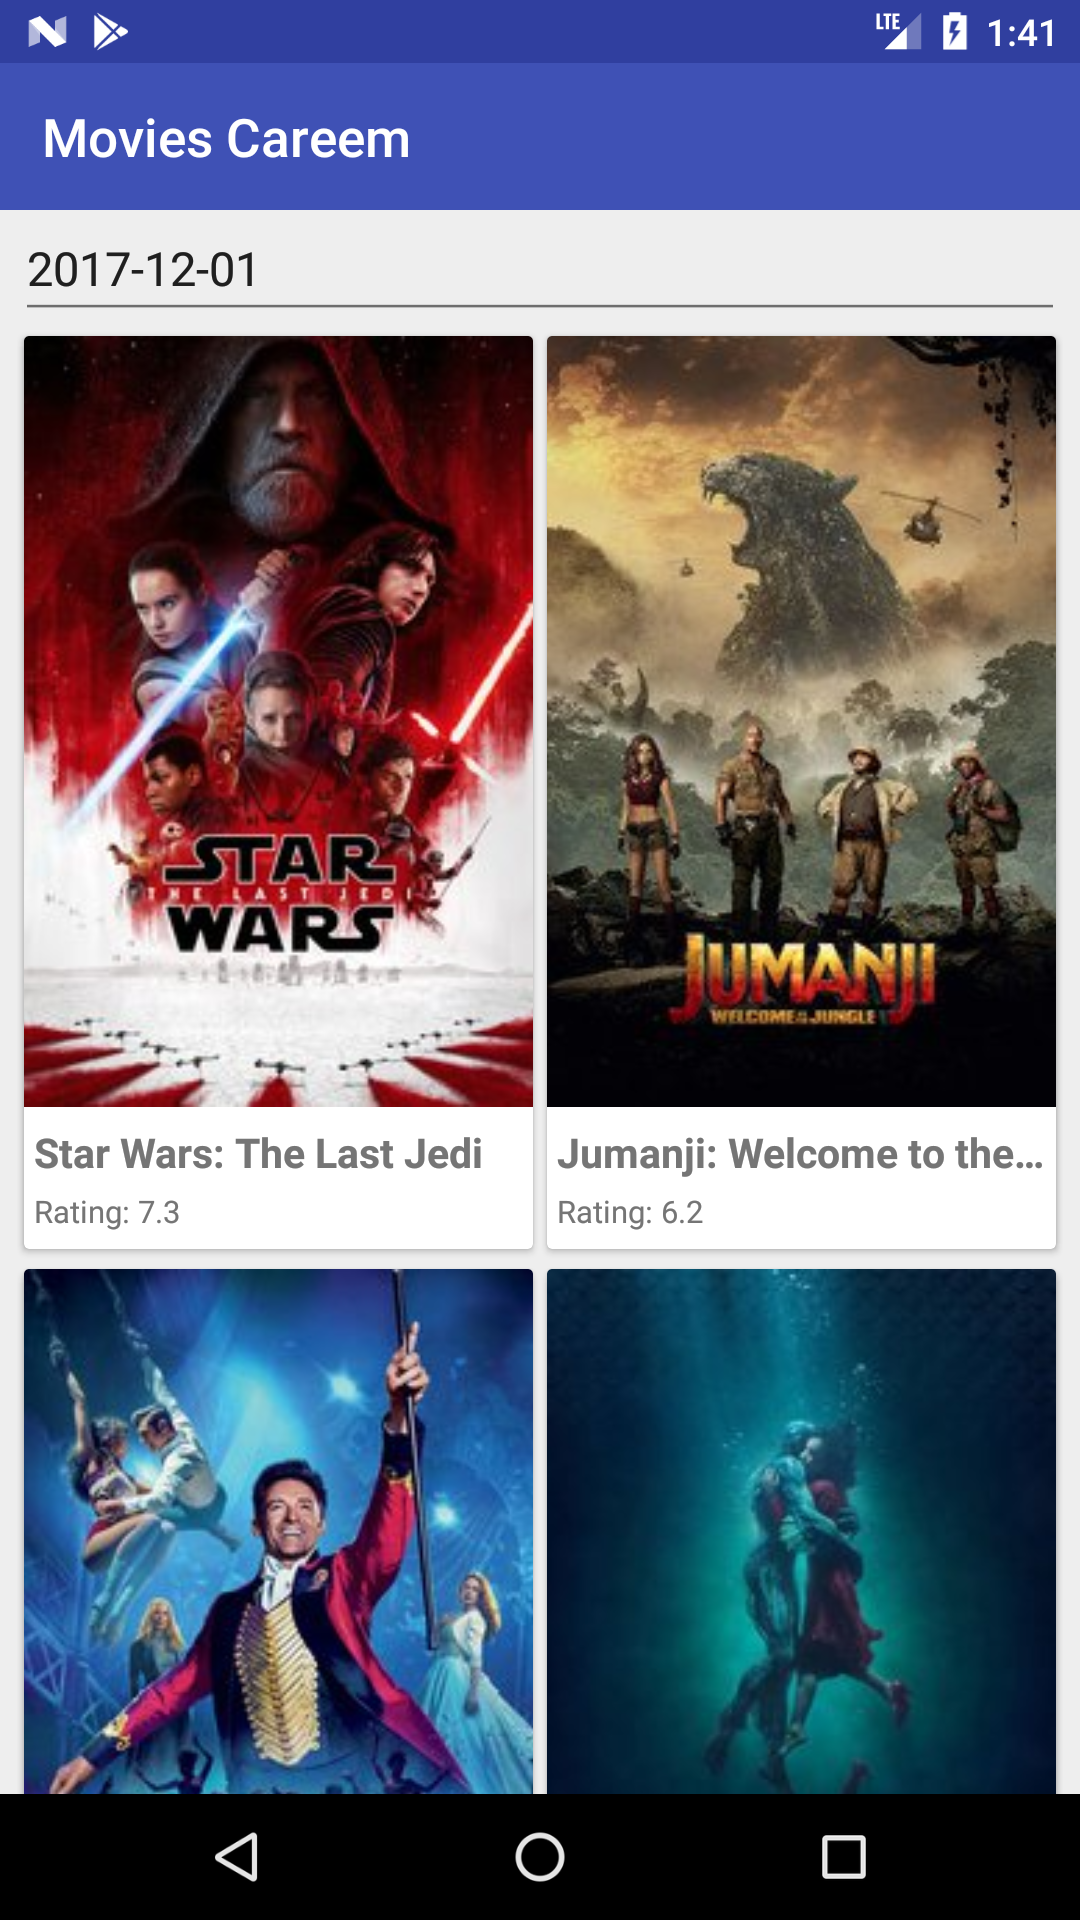 LTE 1:41
Movies Careem
2017-12-01
STAR
THE LAST JEDI
WARS
JUMANJI
WELCOME TO THE JUNGLE
Star Wars: The Last Jedi
Jumanji: Welcome to the...
Rating: 7.3
Rating: 6.2